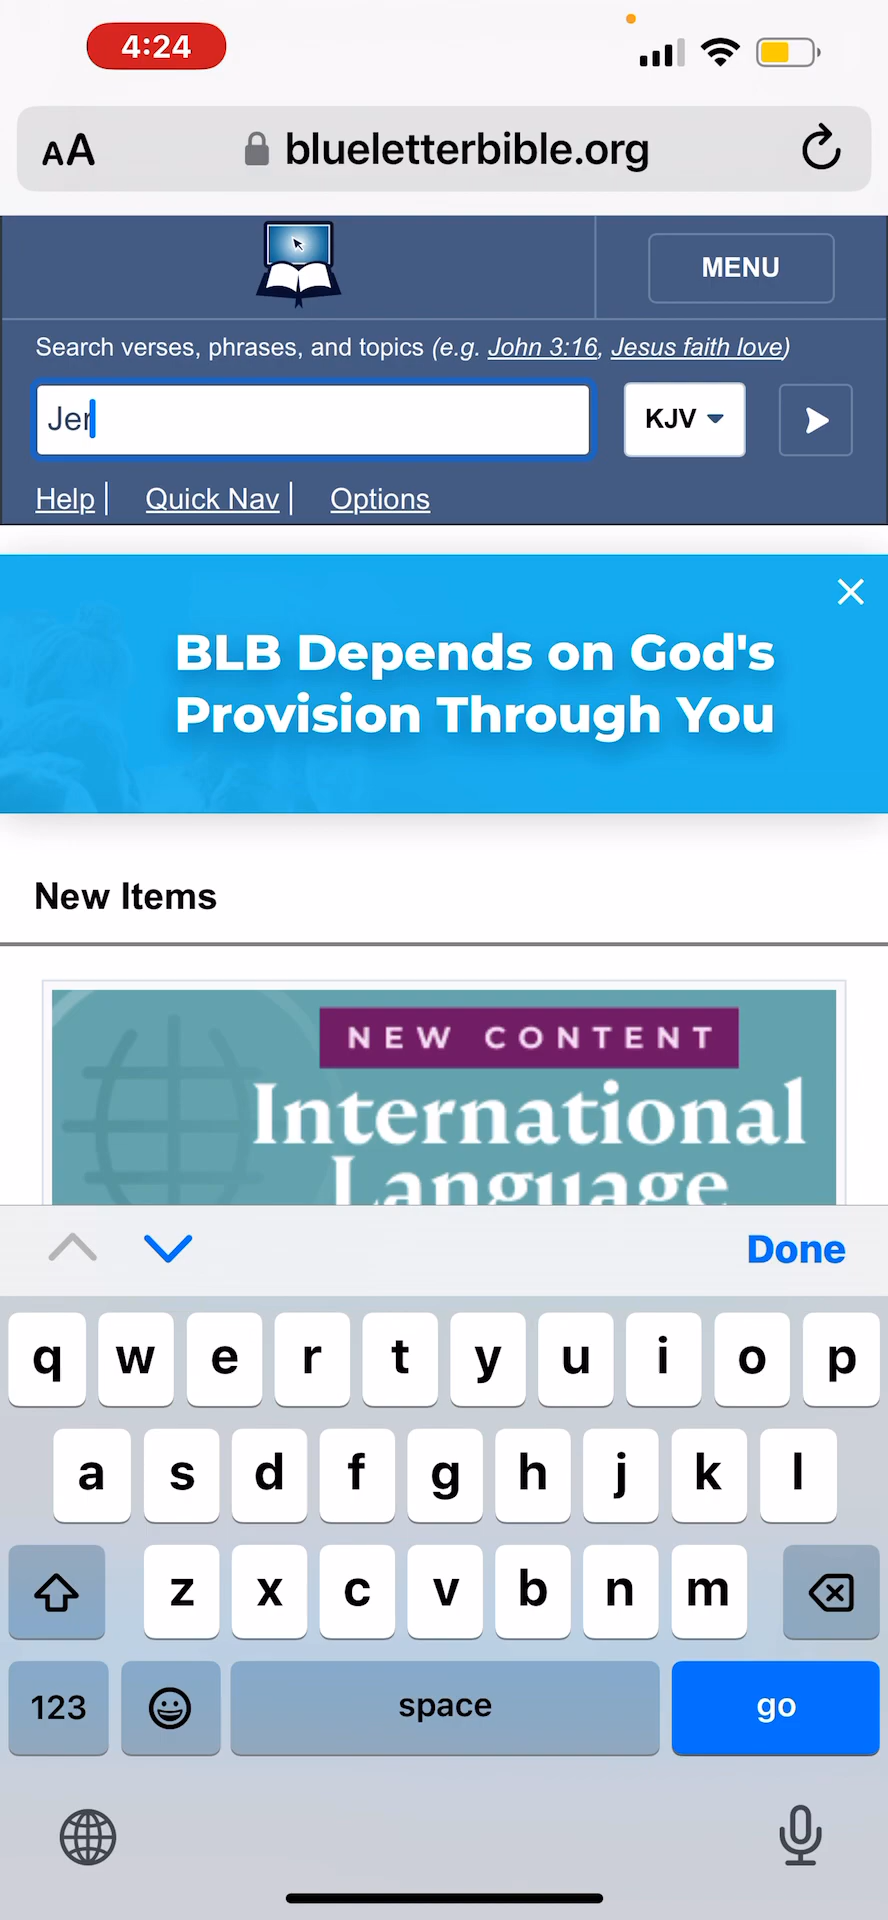 4:24
AA blueletterbible.org
MENU
Search verses, phrases, and topics (e.g. John 3:16, Jesus faith love)
Jer KJV
Help | Quick Nav | Options
BLB Depends on God's
Provision Through You
New Items
NEW CONTENT
International
Language
Done
q w e r t y u i o p
a s d f g h j k l
z x c v b n m
123 space go